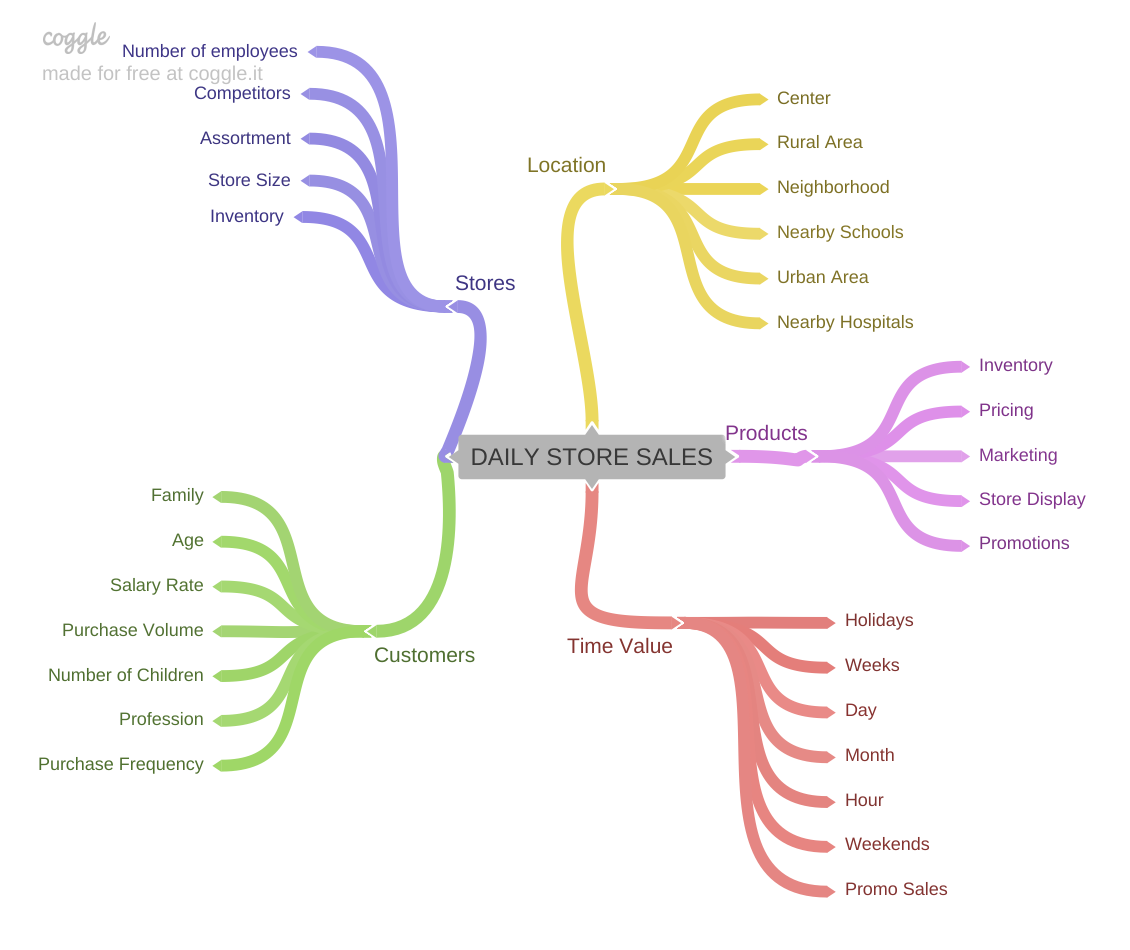 coggle
made for free at coggle.it
Number of employees
Competitors
Assortment
Store Size
Inventory
Stores
Location
Center
Rural Area
Neighborhood
Nearby Schools
Urban Area
Nearby Hospitals
DAILY STORE SALES
Products
Inventory
Pricing
Marketing
Store Display
Promotions
Family
Age
Salary Rate
Purchase Volume
Number of Children
Profession
Purchase Frequency
Customers
Time Value
Holidays
Weeks
Day
Month
Hour
Weekends
Promo Sales